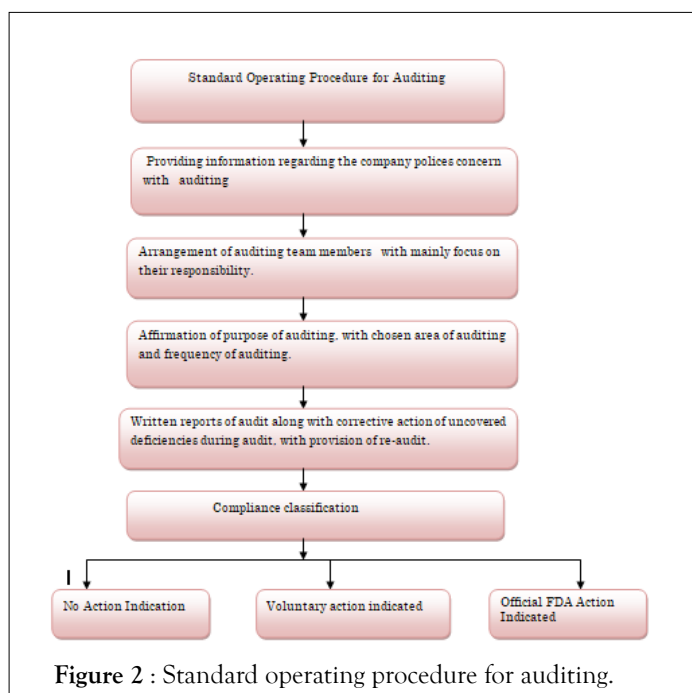 Standard Operating Procedure for Auditing
Providing information regarding the company polices concern
with auditing
Arrangement of auditing team members with mainly focus on
their responsibility.
Affirmation of purpose of auditing, with chosen area of auditing
and frequency of auditing.
Written reports of audit along with corrective action of uncovered
deficiencies during audit, with provision of re-audit.
Compliance classification
I
No Action Indication
Voluntary action indicated
Official FDA Action
Indicated
Figure 2 : Standard operating procedure for auditing.